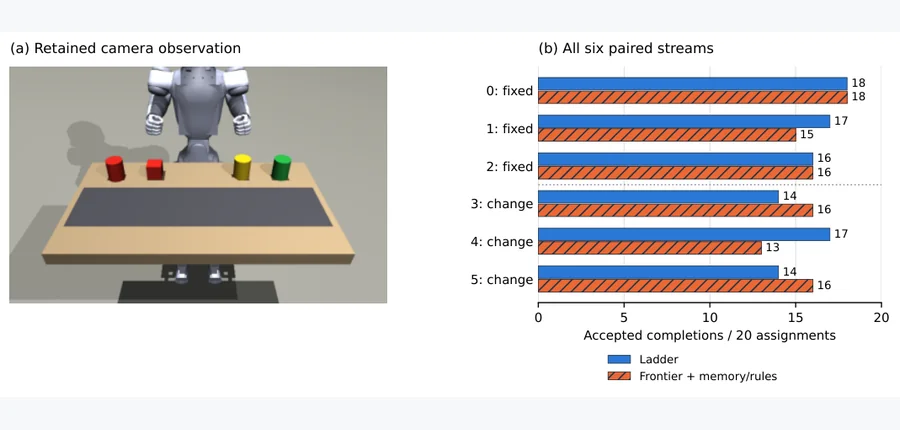 (a) Retained camera observation
(b) All six paired streams
0: fixed
18
18
1: fixed
17
15
2: fixed
16
16
3: change
14
16
4: change
17
13
5: change
14
16
0 5 10 15 20
Accepted completions / 20 assignments
Ladder
Frontier + memory/rules